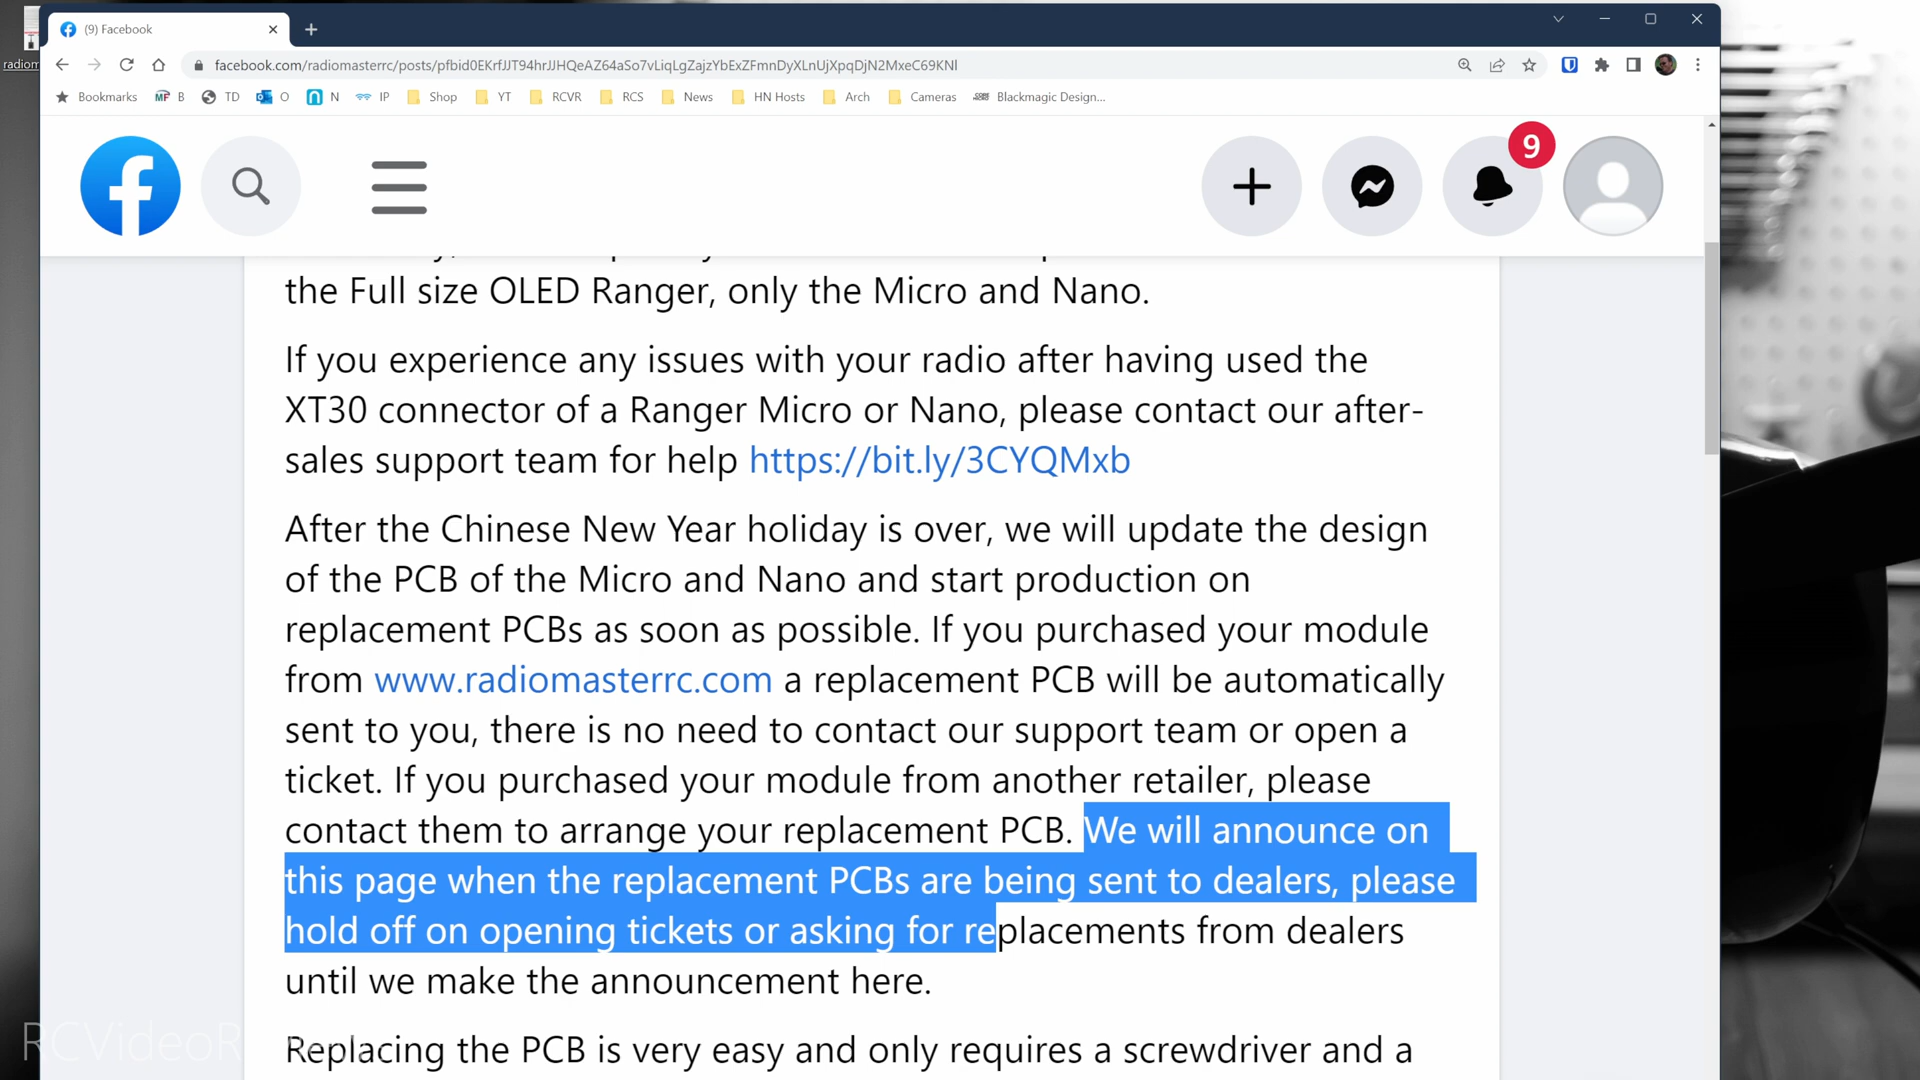 (9) Facebook
radiom
facebook.com/radiomasterrc/posts/pfbid0EKrfJJT94hrJJHQeAZ64aSo7vLiqLgZajzYbExZFmnDyXLnUjXpqDjN2MxeC69KNl
Bookmarks MF B TD O N IP Shop YT RCVR RCS News HN Hosts Arch Cameras Blackmagic Design...
9
the Full size OLED Ranger, only the Micro and Nano.
If you experience any issues with your radio after having used the
XT30 connector of a Ranger Micro or Nano, please contact our after-
sales support team for help https://bit.ly/3CYQMxb
After the Chinese New Year holiday is over, we will update the design
of the PCB of the Micro and Nano and start production on
replacement PCBs as soon as possible. If you purchased your module
from www.radiomasterrc.com a replacement PCB will be automatically
sent to you, there is no need to contact our support team or open a
ticket. If you purchased your module from another retailer, please
contact them to arrange your replacement PCB. We will announce on
this page when the replacement PCBs are being sent to dealers, please
hold off on opening tickets or asking for replacements from dealers
until we make the announcement here.
RCVideoR
Replacing the PCB is very easy and only requires a screwdriver and a